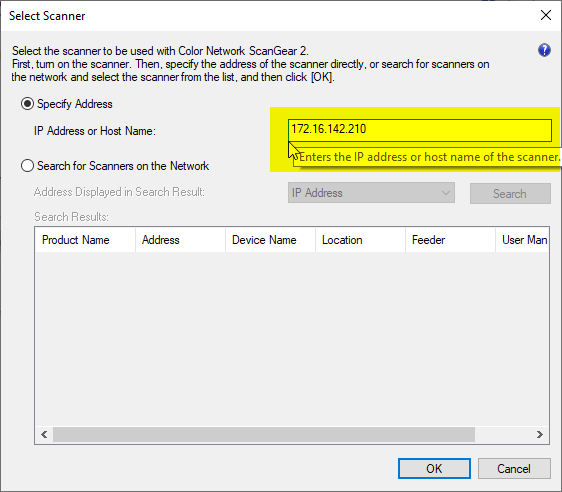 Select Scanner
Select the scanner to be used with Color Network ScanGear 2.
First, turn on the scanner. Then, specify the address of the scanner directly, or search for scanners on
the network and select the scanner from the list, and then click [OK].
?
Specify Address
IP Address or Host Name:
172.16.142.210
Enters the IP address or host name of the scanner.
Search for Scanners on the Network
Address Displayed in Search Result:
IP Address
Search
Search Results:
Product Name Address Device Name Location Feeder User Man
OK Cancel